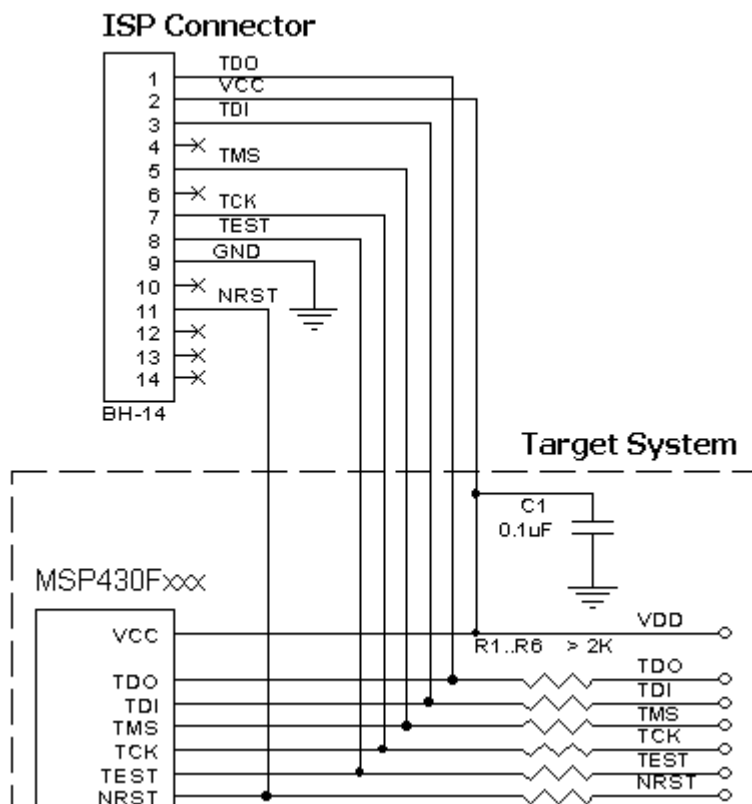 ISP Connector
1 TDO
2 VCC
3 TDI
4
5 TMS
6
7 TCK
8 TEST
9 GND
10
11 NRST
12
13
14
BH-14
Target System
C1
0.1uF
MSP430Fxxx
VCC VDD
R1..R6 > 2K
TDO TDO
TDI TDI
TMS TMS
TCK TCK
TEST TEST
NRST NRST